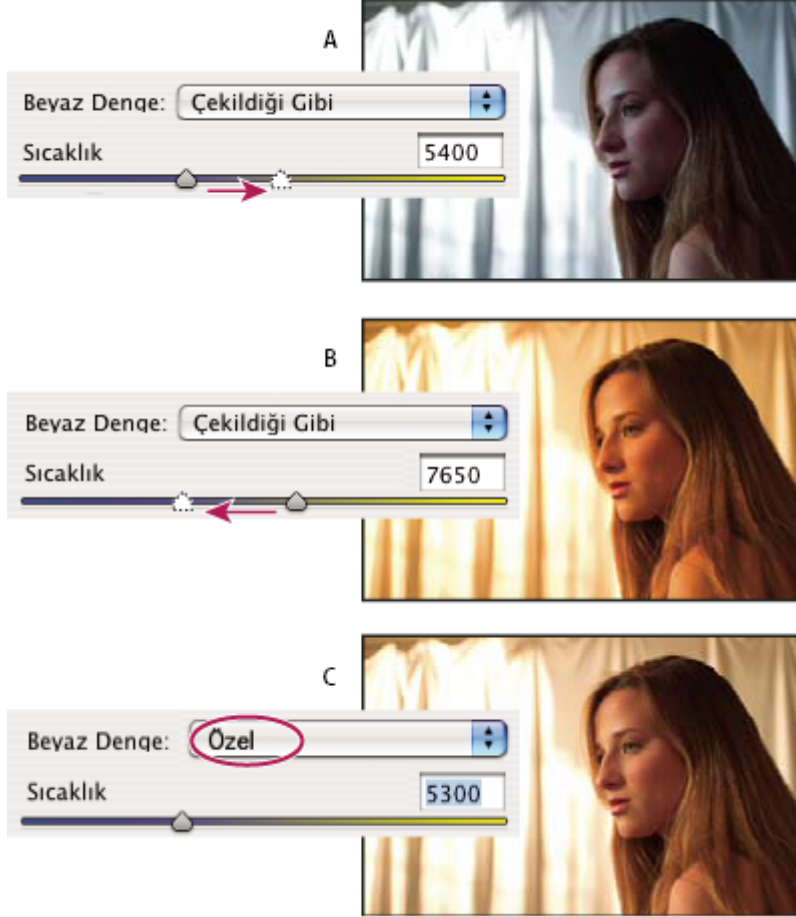 A
Beyaz Denge: Çekildiği Gibi
Sıcaklık 5400
B
Beyaz Denge: Çekildiği Gibi
Sıcaklık 7650
C
Beyaz Denge: Özel
Sıcaklık 5300